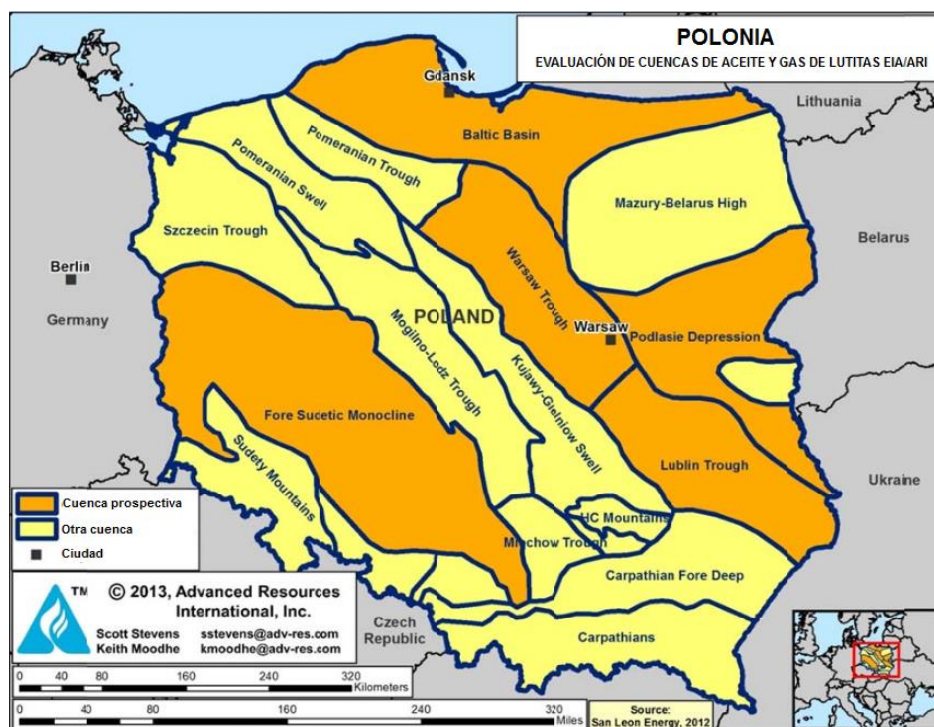 POLONIA
EVALUACIÓN DE CUENCAS DE ACEITE Y GAS DE LUTITAS EIA/ARI
Gdańsk
Lithuania
Baltic Basin
Pomeranian Trough
Pomeranian Swell
Mazury-Belarus High
Szczecin Trough
Belarus
Berlin
Germany
Warsaw Trough
POLAND
Warsaw
Podlasie Depression
Mogilno-Lodz Trough
Kujawy-Gielniow Swell
Fore Sucetic Monocline
Sudety Mountains
Lublin Trough
Ukraine
Cuenca prospectiva
Otra cuenca
Ciudad
HC Mountains
Miechow Trough
Carpathian Fore Deep
Carpathians
Czech
Republic
TM
© 2013, Advanced Resources
International, Inc.
Scott Stevens sstevens@adv-res.com
Keith Moodhe kmoodhe@adv-res.com
0 40 80 160 240 320
Kilometers
0 40 80 160 240 320
Miles
Source:
San Leon Energy, 2012